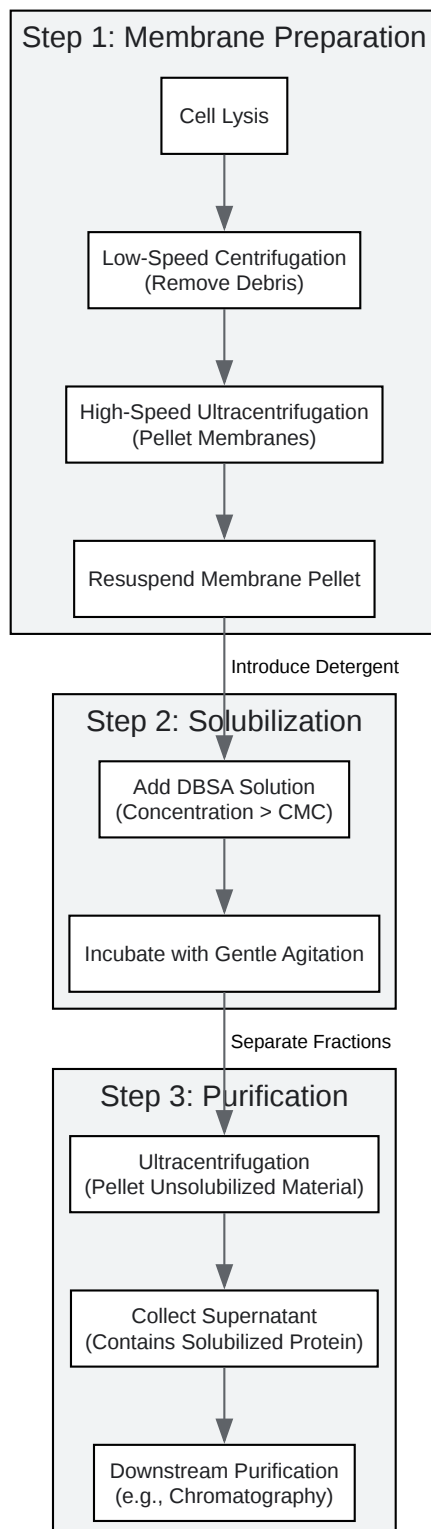 Step 1: Membrane Preparation
Cell Lysis
Low-Speed Centrifugation
(Remove Debris)
High-Speed Ultracentrifugation
(Pellet Membranes)
Resuspend Membrane Pellet
Introduce Detergent
Step 2: Solubilization
Add DBSA Solution
(Concentration > CMC)
Incubate with Gentle Agitation
Separate Fractions
Step 3: Purification
Ultracentrifugation
(Pellet Unsolubilized Material)
Collect Supernatant
(Contains Solubilized Protein)
Downstream Purification
(e.g., Chromatography)